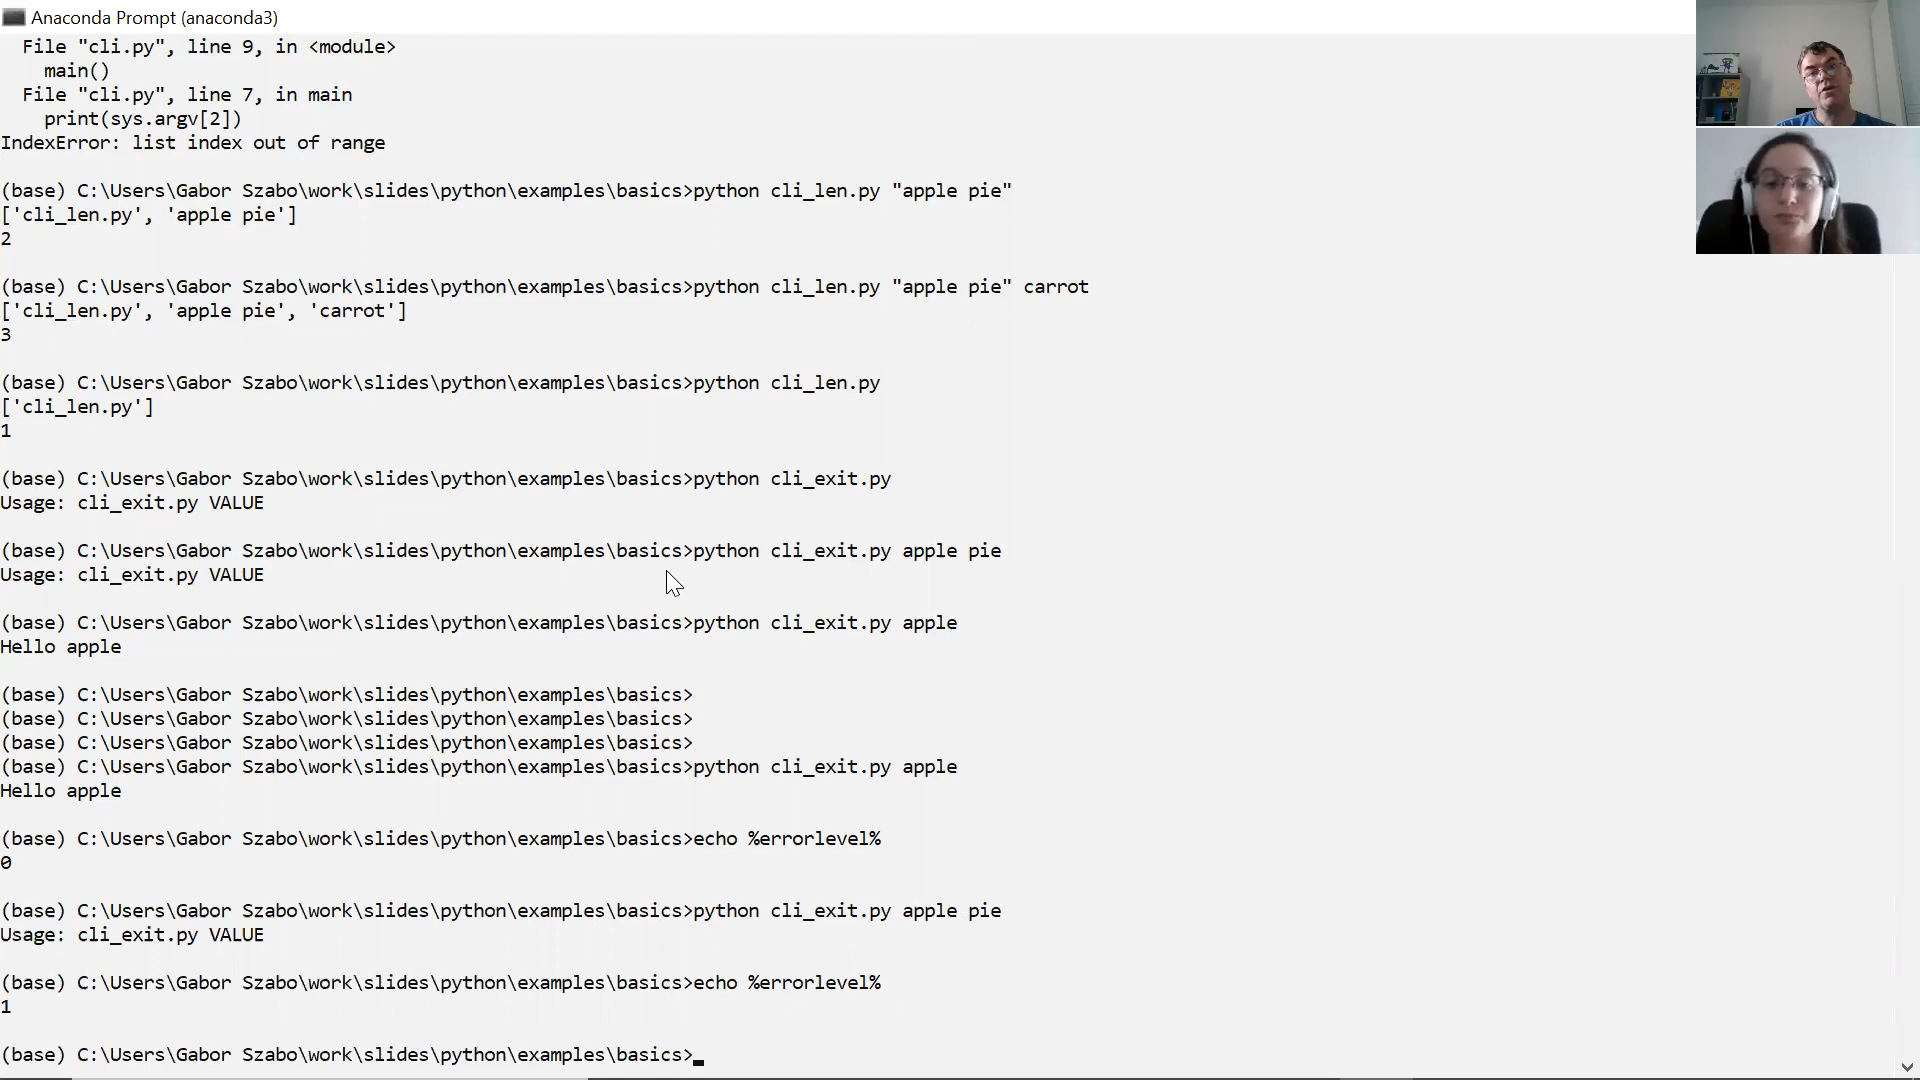 Anaconda Prompt (anaconda3)
File "cli.py", line 9, in <module>
main()
File "cli.py", line 7, in main
print(sys.argv[2])
IndexError: list index out of range
(base) C:\Users\Gabor Szabo\work\slides\python\examples\basics>python cli_len.py "apple pie"
['cli_len.py', 'apple pie']
2
(base) C:\Users\Gabor Szabo\work\slides\python\examples\basics>python cli_len.py "apple pie" carrot
['cli_len.py', 'apple pie', 'carrot']
3
(base) C:\Users\Gabor Szabo\work\slides\python\examples\basics>python cli_len.py
['cli_len.py']
1
(base) C:\Users\Gabor Szabo\work\slides\python\examples\basics>python cli_exit.py
Usage: cli_exit.py VALUE
(base) C:\Users\Gabor Szabo\work\slides\python\examples\basics>python cli_exit.py apple pie
Usage: cli_exit.py VALUE
(base) C:\Users\Gabor Szabo\work\slides\python\examples\basics>python cli_exit.py apple
Hello apple
(base) C:\Users\Gabor Szabo\work\slides\python\examples\basics>
(base) C:\Users\Gabor Szabo\work\slides\python\examples\basics>
(base) C:\Users\Gabor Szabo\work\slides\python\examples\basics>
(base) C:\Users\Gabor Szabo\work\slides\python\examples\basics>python cli_exit.py apple
Hello apple
(base) C:\Users\Gabor Szabo\work\slides\python\examples\basics>echo %errorlevel%
0
(base) C:\Users\Gabor Szabo\work\slides\python\examples\basics>python cli_exit.py apple pie
Usage: cli_exit.py VALUE
(base) C:\Users\Gabor Szabo\work\slides\python\examples\basics>echo %errorlevel%
1
(base) C:\Users\Gabor Szabo\work\slides\python\examples\basics>